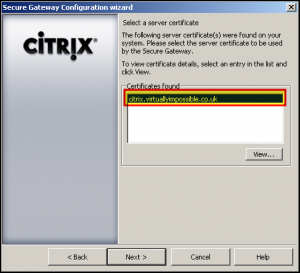 Secure Gateway Configuration wizard
CITRIX®
Select a server certificate
The following server certificate(s) were found on your
system. Please select the server certificate to be used
by the Secure Gateway.
To view certificate details, select an entry in the list and
click View.
Certificates found
citrix.virtuallyimpossible.co.uk
View...
< Back
Next >
Cancel
Help